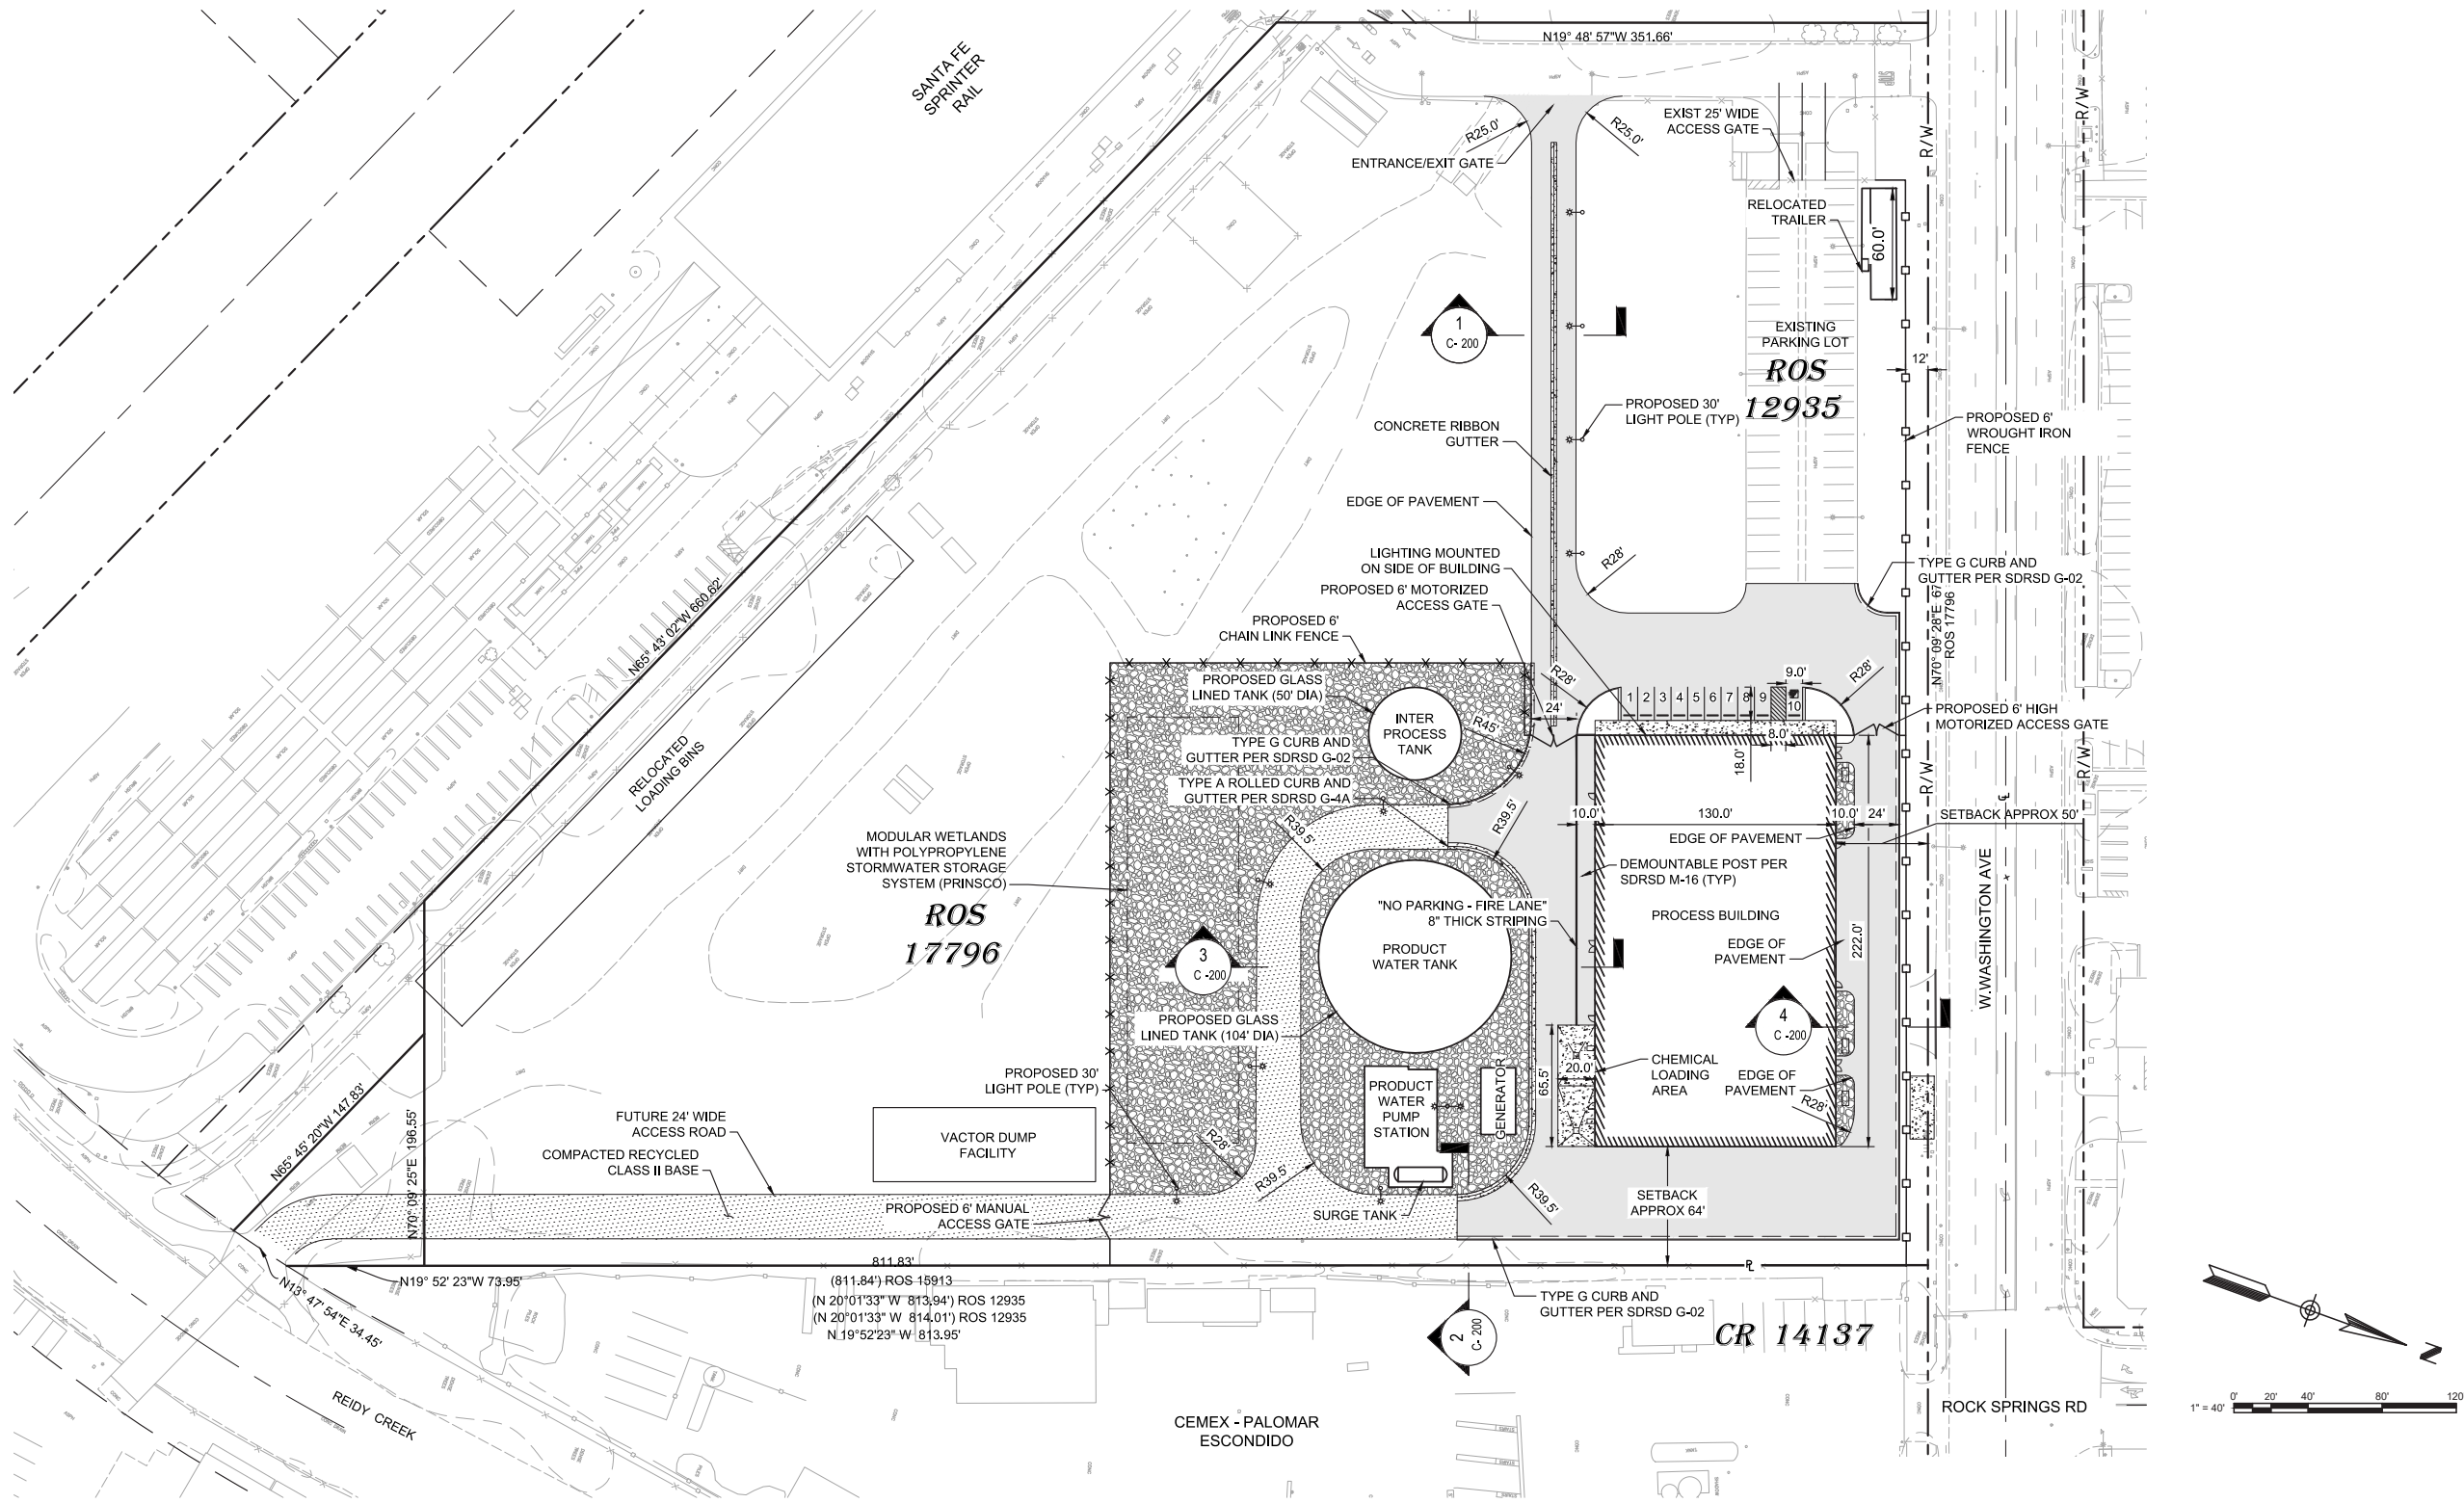 N19° 48' 57"W 351.66'
SANTA FE
SPRINTER
RAIL
R/W
R/W
EXIST 25' WIDE
ACCESS GATE
R25.0'
R25.0'
ENTRANCE/EXIT GATE
RELOCATED
TRAILER
60.0'
1
C- 200
EXISTING
PARKING LOT
ROS
12935
12'
PROPOSED 30'
LIGHT POLE (TYP)
CONCRETE RIBBON
GUTTER
PROPOSED 6'
WROUGHT IRON
FENCE
EDGE OF PAVEMENT
LIGHTING MOUNTED
ON SIDE OF BUILDING
R28'
TYPE G CURB AND
GUTTER PER SDRSD G-02
PROPOSED 6' MOTORIZED
ACCESS GATE
N70° 09' 28"E 67
ROS 17796
PROPOSED 6'
CHAIN LINK FENCE
N65° 43' 02"W 660.62'
PROPOSED GLASS
LINED TANK (50' DIA)
R28'
24'
1 2 3 4 5 6 7 8 9 10
9.0'
R28'
INTER
PROCESS
TANK
R45'
PROPOSED 6' HIGH
MOTORIZED ACCESS GATE
8.0'
18.0'
TYPE G CURB AND
GUTTER PER SDRSD G-02
R/W
R/W
RELOCATED
LOADING BINS
TYPE A ROLLED CURB AND
GUTTER PER SDRSD G-4A
R39.5'
R39.5'
10.0'
130.0'
10.0'
24'
SETBACK APPROX 50'
EDGE OF PAVEMENT
MODULAR WETLANDS
WITH POLYPROPYLENE
STORMWATER STORAGE
SYSTEM (PRINSCO)
DEMOUNTABLE POST PER
SDRSD M-16 (TYP)
ROS
17796
"NO PARKING - FIRE LANE"
8" THICK STRIPING
PROCESS BUILDING
W.WASHINGTON AVE
3
C -200
PRODUCT
WATER TANK
EDGE OF
PAVEMENT
222.0'
PROPOSED GLASS
LINED TANK (104' DIA)
4
C -200
PROPOSED 30'
LIGHT POLE (TYP)
CHEMICAL
LOADING
AREA
20.0'
65.5'
EDGE OF
PAVEMENT
R28'
PRODUCT
WATER
PUMP
STATION
GENERATOR
N65° 45' 20"W 147.83'
N70° 09' 25"E 196.55'
FUTURE 24' WIDE
ACCESS ROAD
VACTOR DUMP
FACILITY
COMPACTED RECYCLED
CLASS II BASE
R28'
R39.5'
R39.5'
PROPOSED 6' MANUAL
ACCESS GATE
SURGE TANK
SETBACK
APPROX 64'
N13° 47' 54"E 34.45'
N19° 52' 23"W 73.95'
811.83'
(811.84') ROS 15913
(N 20°01'33" W 813.94') ROS 12935
(N 20°01'33" W 814.01') ROS 12935
N 19°52'23" W 813.95'
TYPE G CURB AND
GUTTER PER SDRSD G-02
2
C- 200
CR 14137
REIDY CREEK
CEMEX - PALOMAR
ESCONDIDO
ROCK SPRINGS RD
N
1" = 40'
0' 20' 40' 80' 120